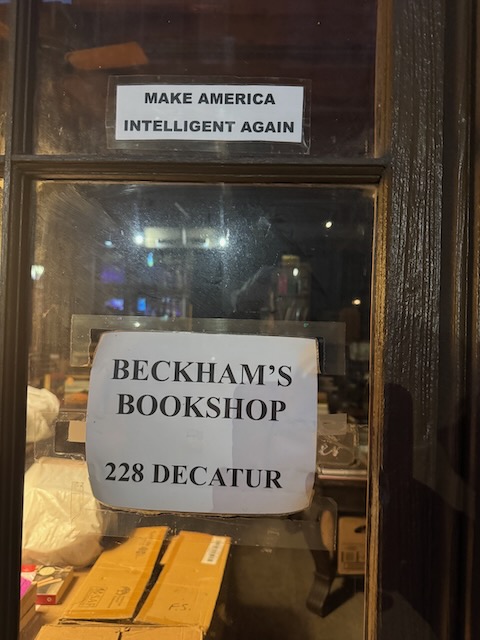 MAKE AMERICA
INTELLIGENT AGAIN
BECKHAM'S
BOOKSHOP
228 DECATUR
F.S.